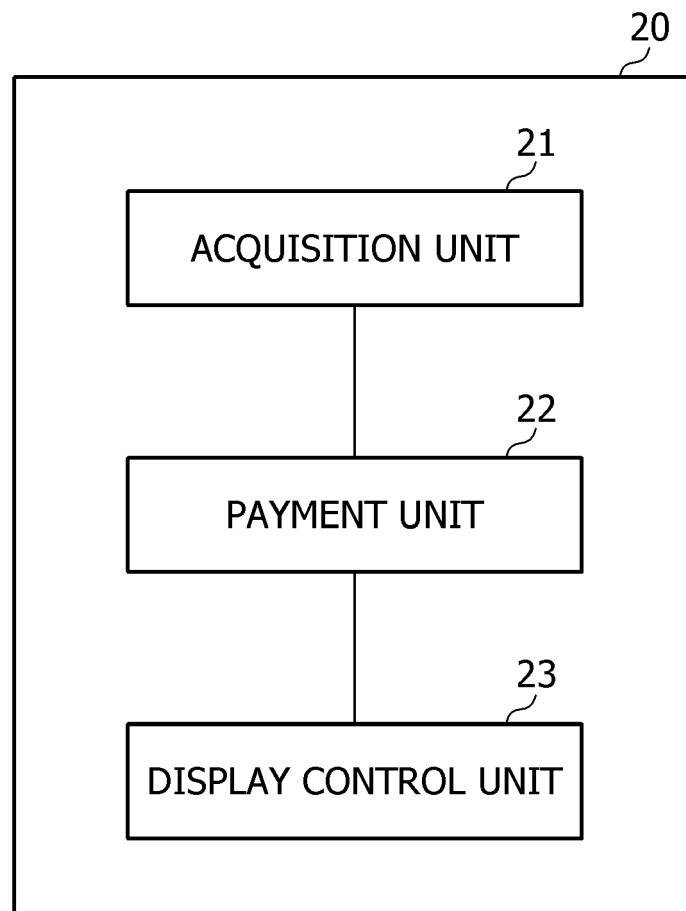 20
21
ACQUISITION UNIT
22
PAYMENT UNIT
23
DISPLAY CONTROL UNIT